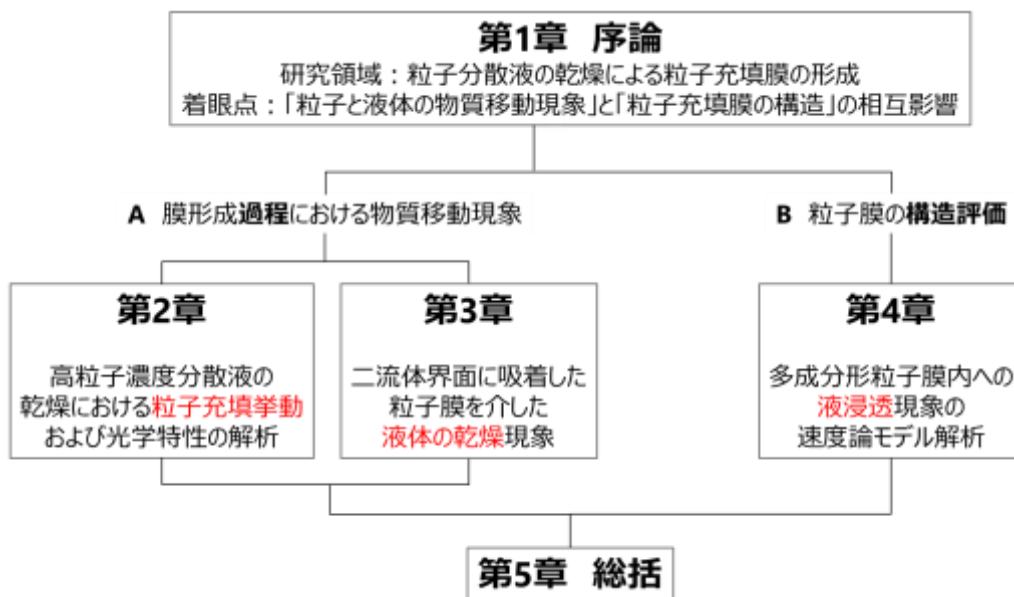 第1章 序論
研究領域：粒子分散液の乾燥による粒子充填膜の形成
着眼点：「粒子と液体の物質移動現象」と「粒子充填膜の構造」の相互影響
A 膜形成過程における物質移動現象
B 粒子膜の構造評価
第2章
高粒子濃度分散液の
乾燥における粒子充填挙動
および光学特性の解析
第3章
二流体界面に吸着した
粒子膜を介した
液体の乾燥現象
第4章
多成分形粒子膜内への
液浸透現象の
速度論モデル解析
第5章 総括